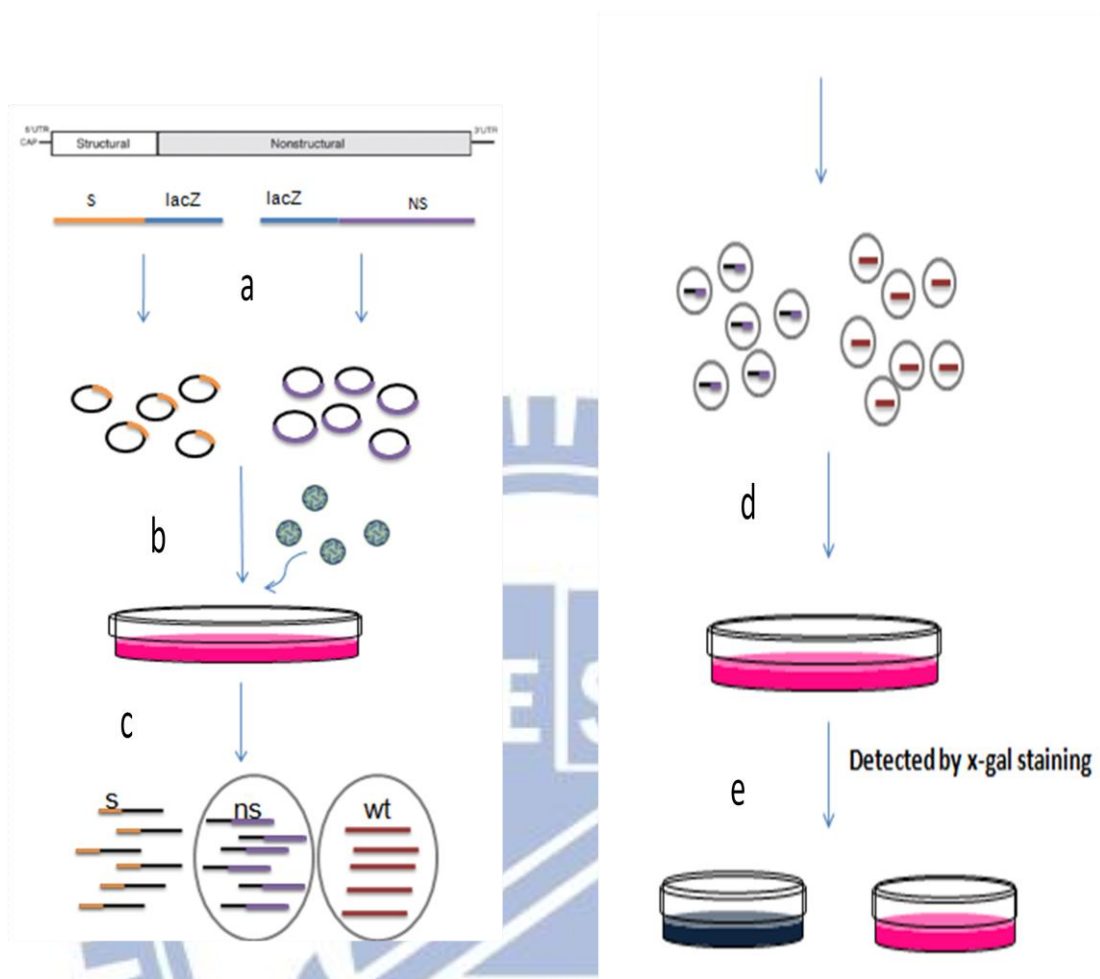 5'UTR
CAP
Structural
Nonstructural
3'UTR
S
lacZ
lacZ
NS
a
b
c
s
ns
wt
d
Detected by x-gal staining
e
E S